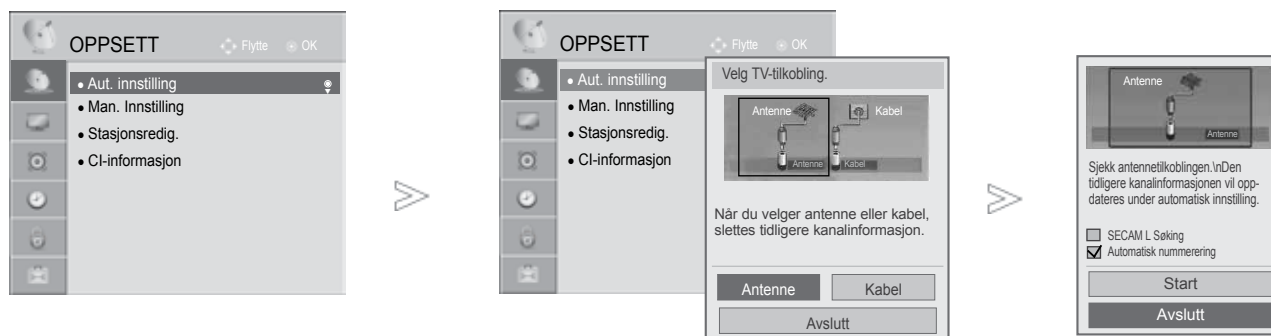 OPPSETT
Flytte OK
Aut. innstilling
Man. Innstilling
Stasjonsredig.
CI-informasjon
OPPSETT
Flytte OK
Aut. innstilling
Man. Innstilling
Stasjonsredig.
CI-informasjon
Velg TV-tilkobling.
Antenne Kabel
Antenne Kabel
Når du velger antenne eller kabel,
slettes tidligere kanalinformasjon.
Antenne Kabel
Avslutt
Antenne
Antenne
Sjekk antennetilkoblingen.\nDen
tidligere kanalinformasjonen vil opp-
dateres under automatisk innstilling.
SECAM L Søking
Automatisk nummerering
Start
Avslutt